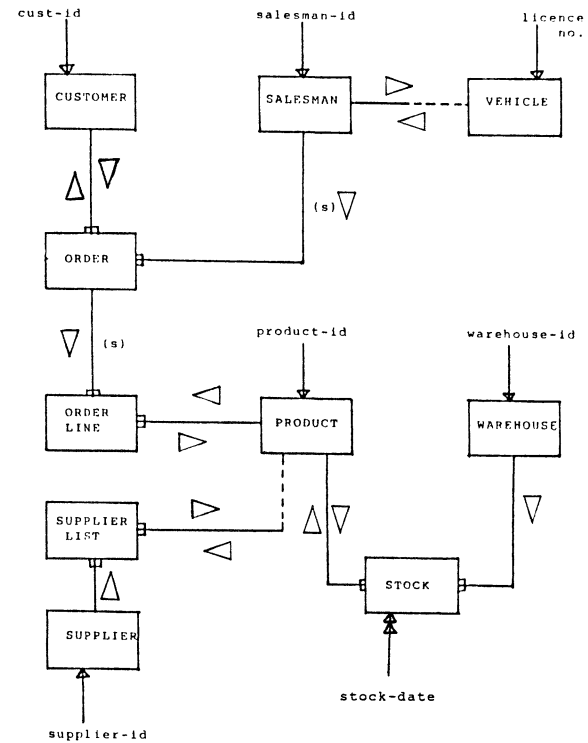 cust-id
salesman-id
licence
no.
CUSTOMER
SALESMAN
VEHICLE
(s)
ORDER
(s)
product-id
warehouse-id
ORDER
LINE
PRODUCT
WAREHOUSE
SUPPLIER
LIST
STOCK
SUPPLIER
stock-date
supplier-id